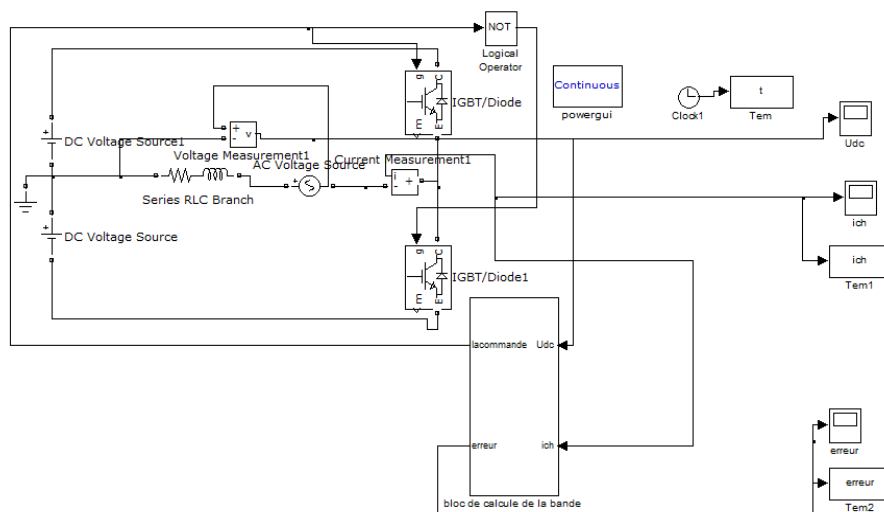 NOT
Logical
Operator
g
C
E
m
IGBT/Diode
Continuous
powergui
Clock1
t
Tem
Udc
DC Voltage Source1
+
-
v
Voltage Measurement1
AC Voltage Source
Current Measurement1
i
+
-
Series RLC Branch
ich
DC Voltage Source
g
C
E
m
IGBT/Diode1
ich
Tem1
lacommande
Udc
erreur
ich
bloc de calcule de la bande
erreur
erreur
Tem2